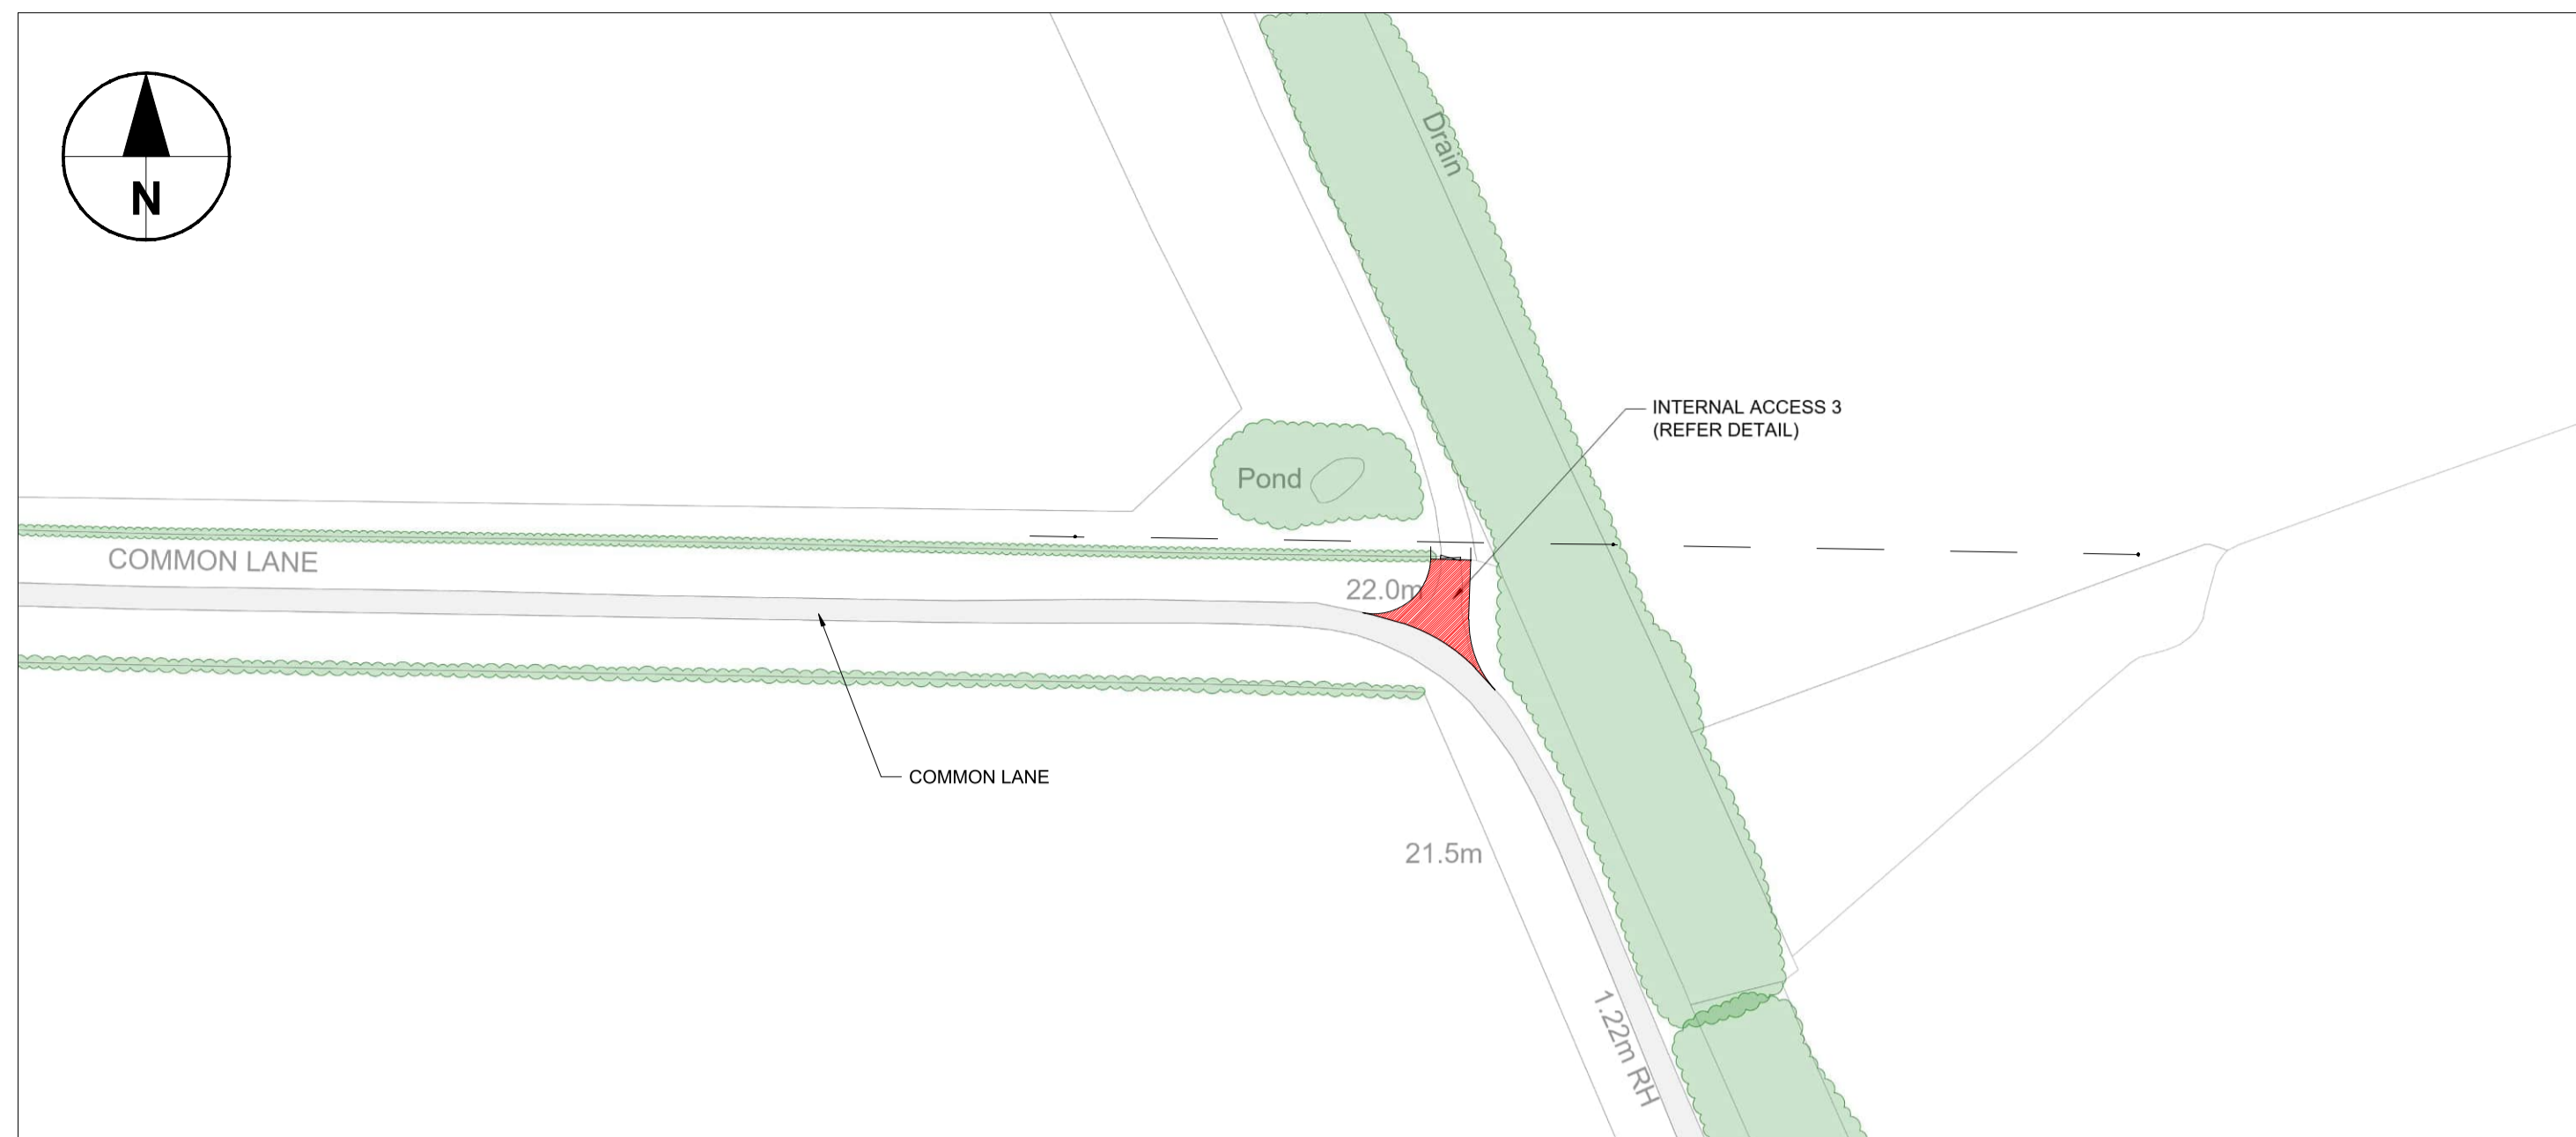 N
Drain
INTERNAL ACCESS 3
(REFER DETAIL)
Pond
COMMON LANE
22.0m
COMMON LANE
21.5m
1.22m RH